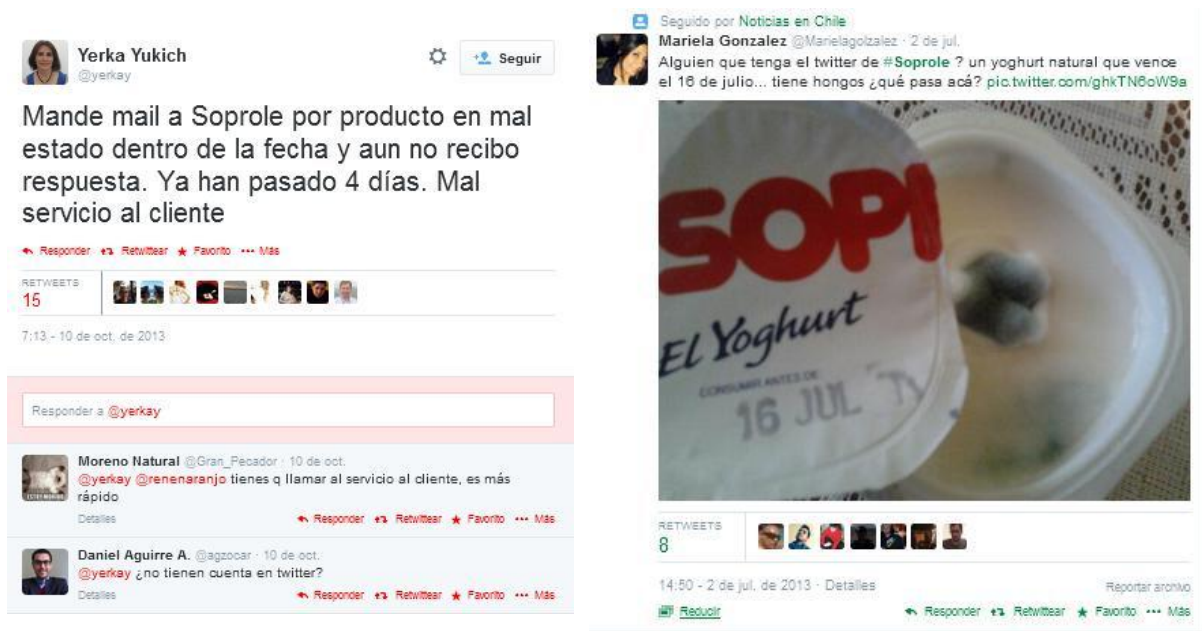 Yerka Yukich
@yerkay
Seguir
Mande mail a Soprole por producto en mal
estado dentro de la fecha y aun no recibo
respuesta. Ya han pasado 4 días. Mal
servicio al cliente
Responder Retwittear Favorito Más
RETWEETS
15
7:13 - 10 de oct. de 2013
Responder a @yerkay
Moreno Natural @Gran_Pecador · 10 de oct.
@yerkay @renenaranjo tienes q llamar al servicio al cliente, es más
rápido
Detalles
Responder Retwittear Favorito Más
Daniel Aguirre A. @agzocar · 10 de oct.
@yerkay ¿no tienen cuenta en twitter?
Detalles
Responder Retwittear Favorito Más
Seguido por Noticias en Chile
Mariela Gonzalez @Marielagolzalez · 2 de jul.
Alguien que tenga el twitter de #Soprole ? un yoghurt natural que vence
el 16 de julio... tiene hongos ¿qué pasa acá? pic.twitter.com/ghkTN6oW9a
SOP
El Yoghurt
CONSUMIR ANTES DE
16 JUL
RETWEETS
8
14:50 - 2 de jul. de 2013 · Detalles
Reportar archivo
Reducir
Responder Retwittear Favorito Más